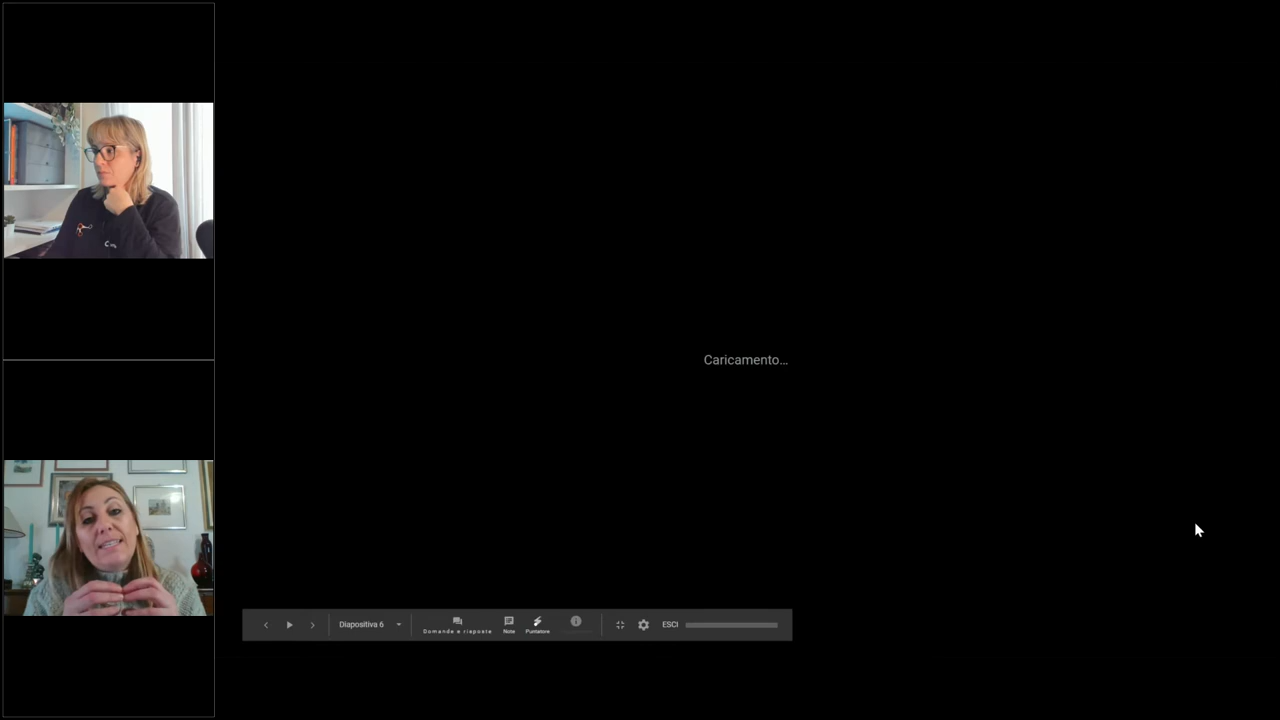 Caricamento...
Diapositiva 6
Domande e risposte
Note
Puntatore
ESCI